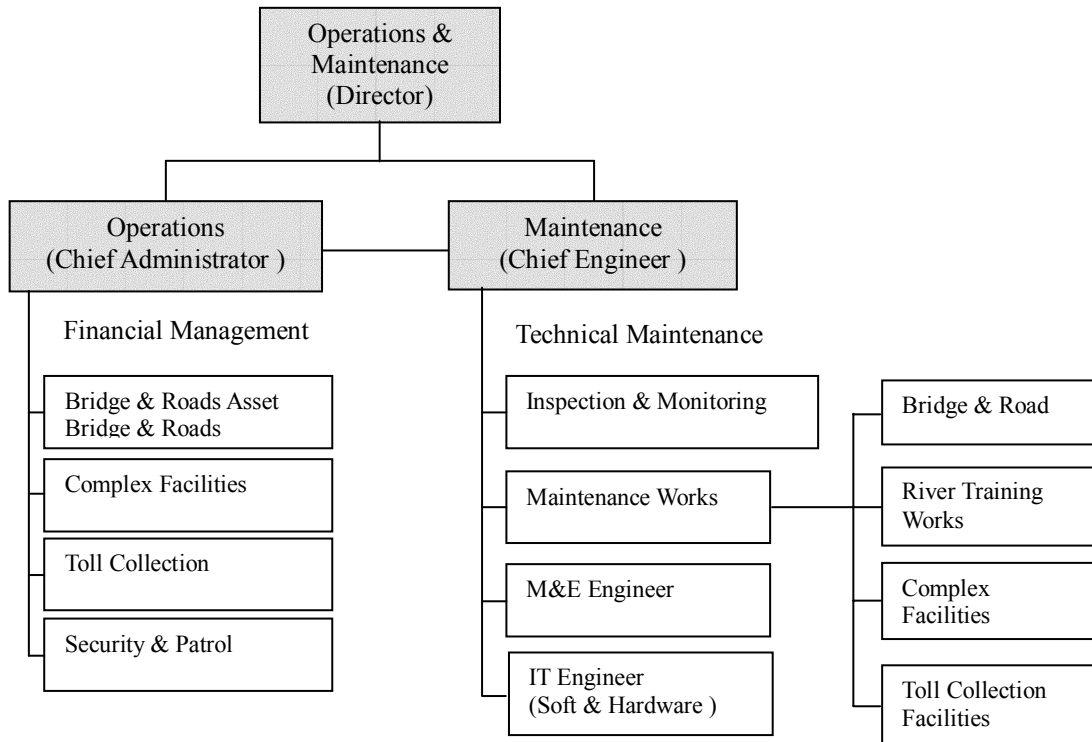 Operations &
Maintenance
(Director)
Operations
(Chief Administrator )
Maintenance
(Chief Engineer )
Financial Management
Bridge & Roads Asset
Bridge & Roads
Complex Facilities
Toll Collection
Security & Patrol
Technical Maintenance
Inspection & Monitoring
Maintenance Works
M&E Engineer
IT Engineer
(Soft & Hardware )
Bridge & Road
River Training
Works
Complex
Facilities
Toll Collection
Facilities